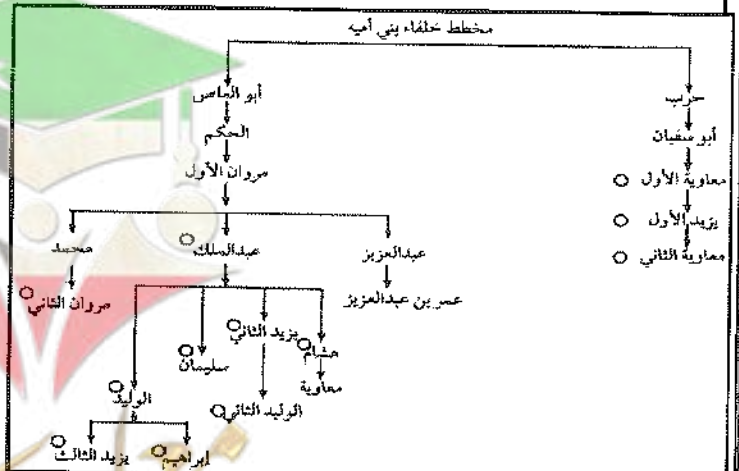 مخطط خلفاء بني أميه
حرب
أبو سفيان
معاوية الأول
يزيد الأول
معاوية الثاني
أبو العاص
الحكم
مروان الأول
عبدالعزيز
عمر بن عبدالعزيز
عبدالملك
هشام
معاوية
يزيد الثاني
الوليد الثاني
سليمان
الوليد
إبراهيم
يزيد الثالث
محمد
مروان الثاني